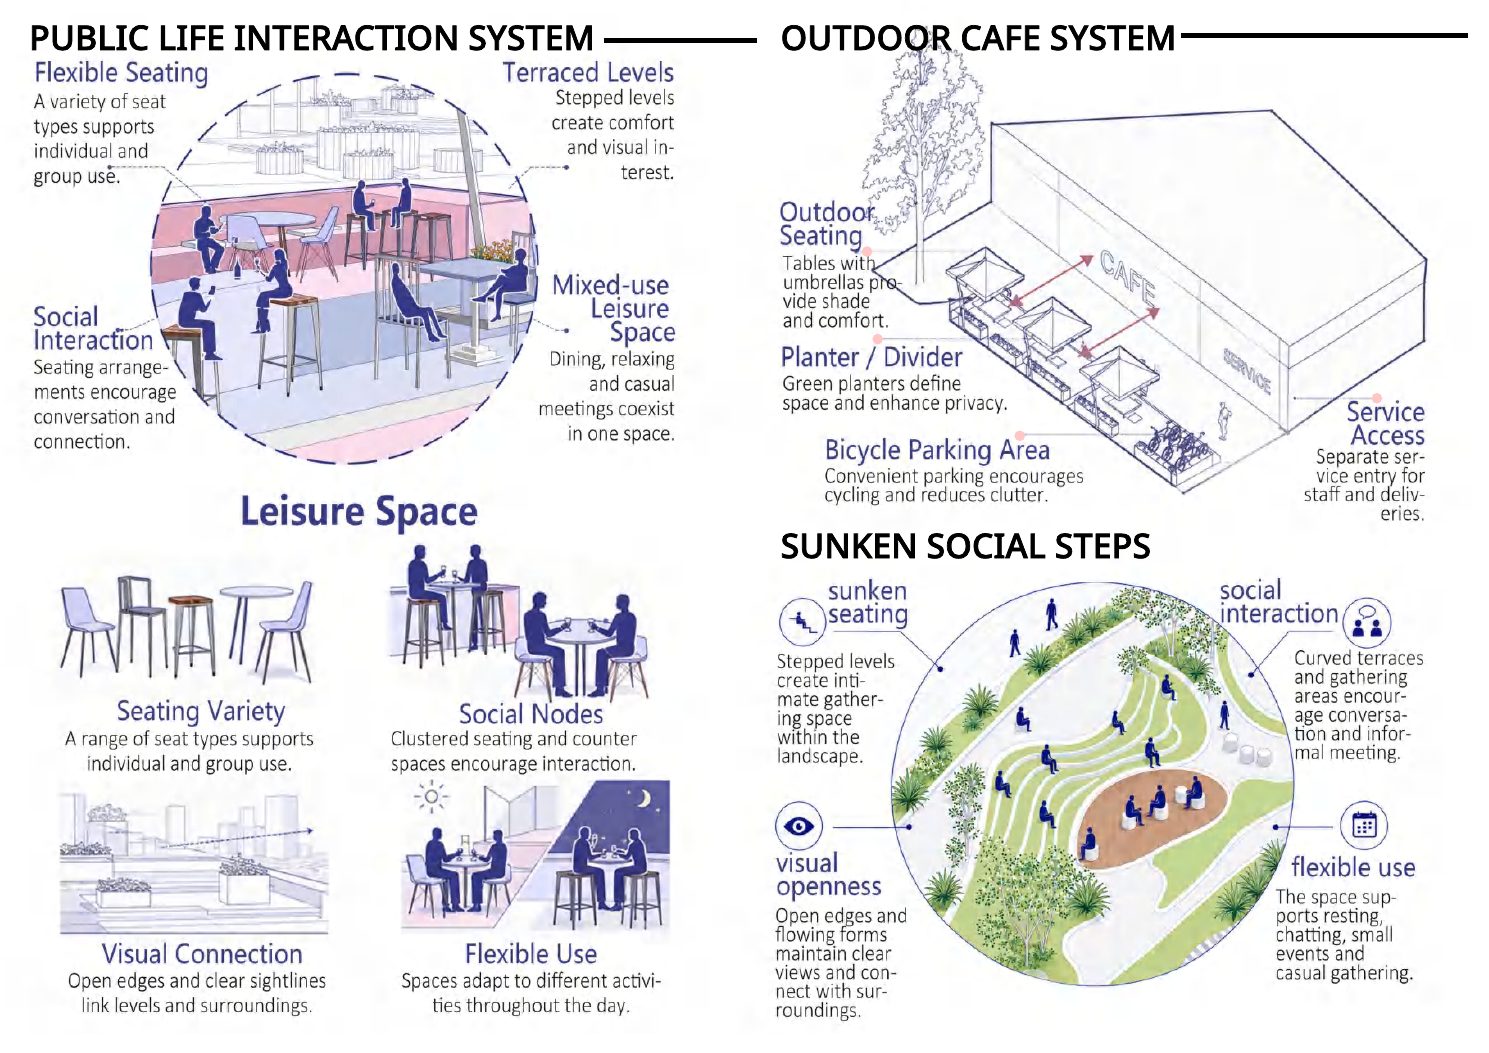 PUBLIC LIFE INTERACTION SYSTEM
Flexible Seating
A variety of seat
types supports
individual and
group use.
Terraced Levels
Stepped levels
create comfort
and visual in-
terest.
Social
Interaction
Seating arrange-
ments encourage
conversation and
connection.
Mixed-use
Leisure
Space
Dining, relaxing
and casual
meetings coexist
in one space.
Leisure Space
Seating Variety
A range of seat types supports
individual and group use.
Social Nodes
Clustered seating and counter
spaces encourage interaction.
Visual Connection
Open edges and clear sightlines
link levels and surroundings.
Flexible Use
Spaces adapt to different activi-
ties throughout the day.
OUTDOOR CAFE SYSTEM
Outdoor
Seating
Tables with
umbrellas pro-
vide shade
and comfort.
CAFE
SERVICE
Planter / Divider
Green planters define
space and enhance privacy.
Bicycle Parking Area
Convenient parking encourages
cycling and reduces clutter.
Service
Access
Separate ser-
vice entry for
staff and deliv-
eries.
SUNKEN SOCIAL STEPS
sunken
seating
Stepped levels
create inti-
mate gather-
ing space
within the
landscape.
social
interaction
Curved terraces
and gathering
areas encour-
age conversa-
tion and infor-
mal meeting.
visual
openness
Open edges and
flowing forms
maintain clear
views and con-
nect with sur-
roundings.
flexible use
The space sup-
ports resting,
chatting, small
events and
casual gathering.